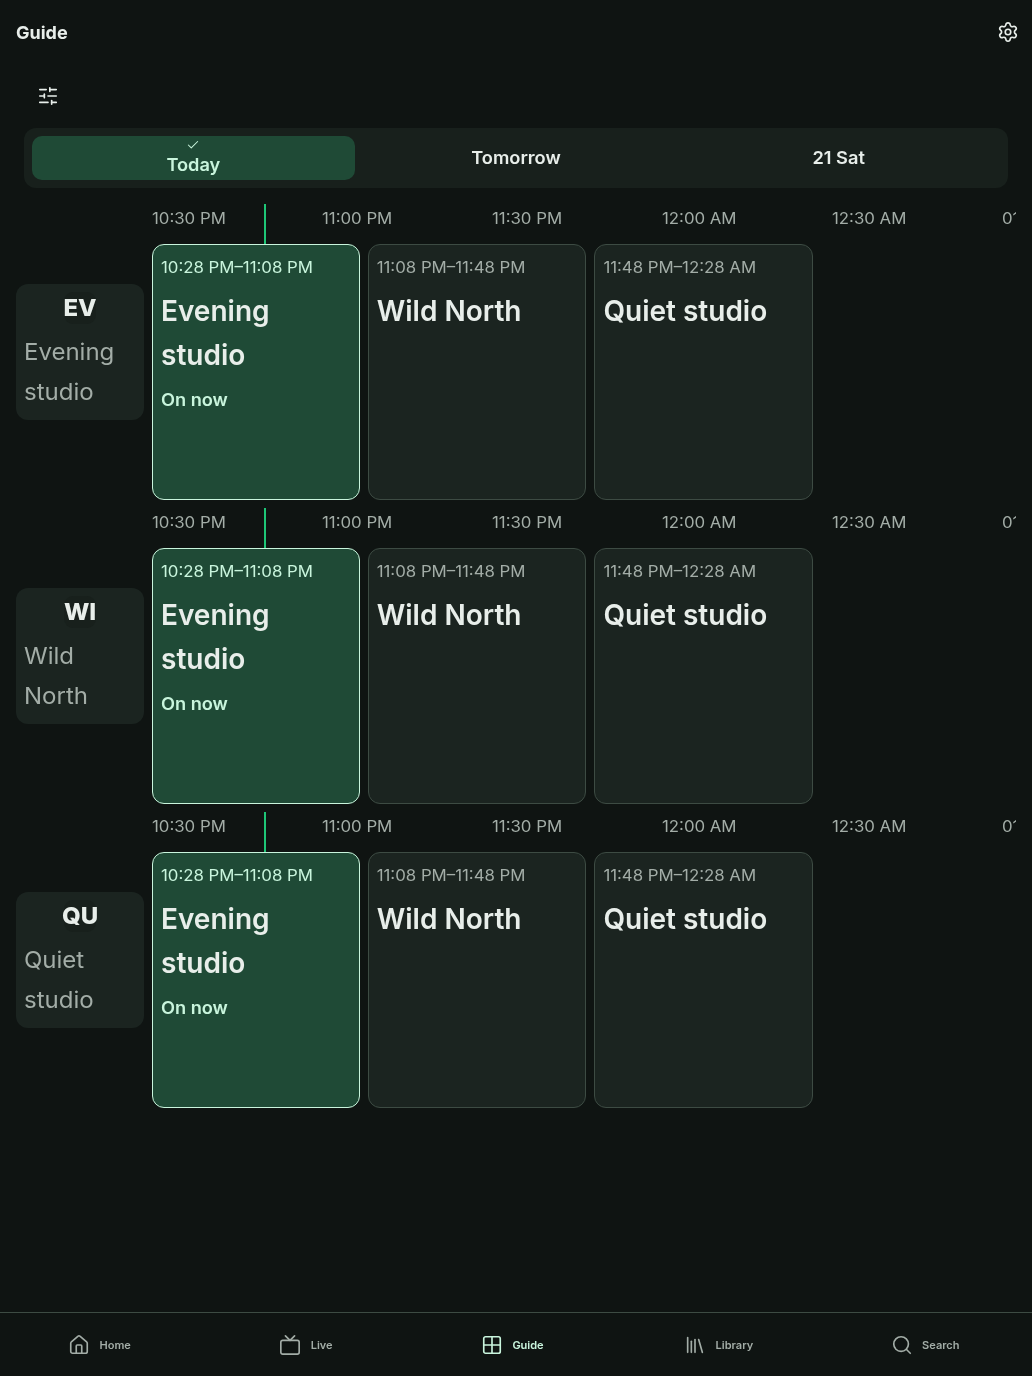 Guide
Today
Tomorrow
21 Sat
10:30 PM
11:00 PM
11:30 PM
12:00 AM
12:30 AM
EV
Evening
studio
10:28 PM–11:08 PM
Evening
studio
On now
11:08 PM–11:48 PM
Wild North
11:48 PM–12:28 AM
Quiet studio
10:30 PM
11:00 PM
11:30 PM
12:00 AM
12:30 AM
WI
Wild
North
10:28 PM–11:08 PM
Evening
studio
On now
11:08 PM–11:48 PM
Wild North
11:48 PM–12:28 AM
Quiet studio
10:30 PM
11:00 PM
11:30 PM
12:00 AM
12:30 AM
QU
Quiet
studio
10:28 PM–11:08 PM
Evening
studio
On now
11:08 PM–11:48 PM
Wild North
11:48 PM–12:28 AM
Quiet studio
Home
Live
Guide
Library
Search